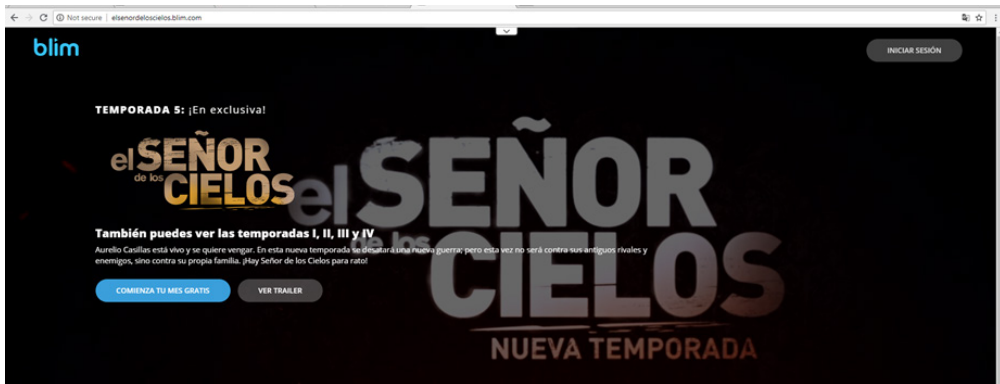 Not secure | elsenordeloscielos.blim.com
blim
INICIAR SESIÓN
TEMPORADA 5: ¡En exclusiva!
el SEÑOR
de los
CIELOS
el SEÑOR
de los
CIELOS
NUEVA TEMPORADA
También puedes ver las temporadas I, II, III y IV
Aurelio Casillas está vivo y se quiere vengar. En esta nueva temporada se desatará una nueva guerra; pero esta vez no será contra sus antiguos rivales y
enemigos, sino contra su propia familia. ¡Hay Señor de los Cielos para rato!
COMIENZA TU MES GRATIS
VER TRAILER